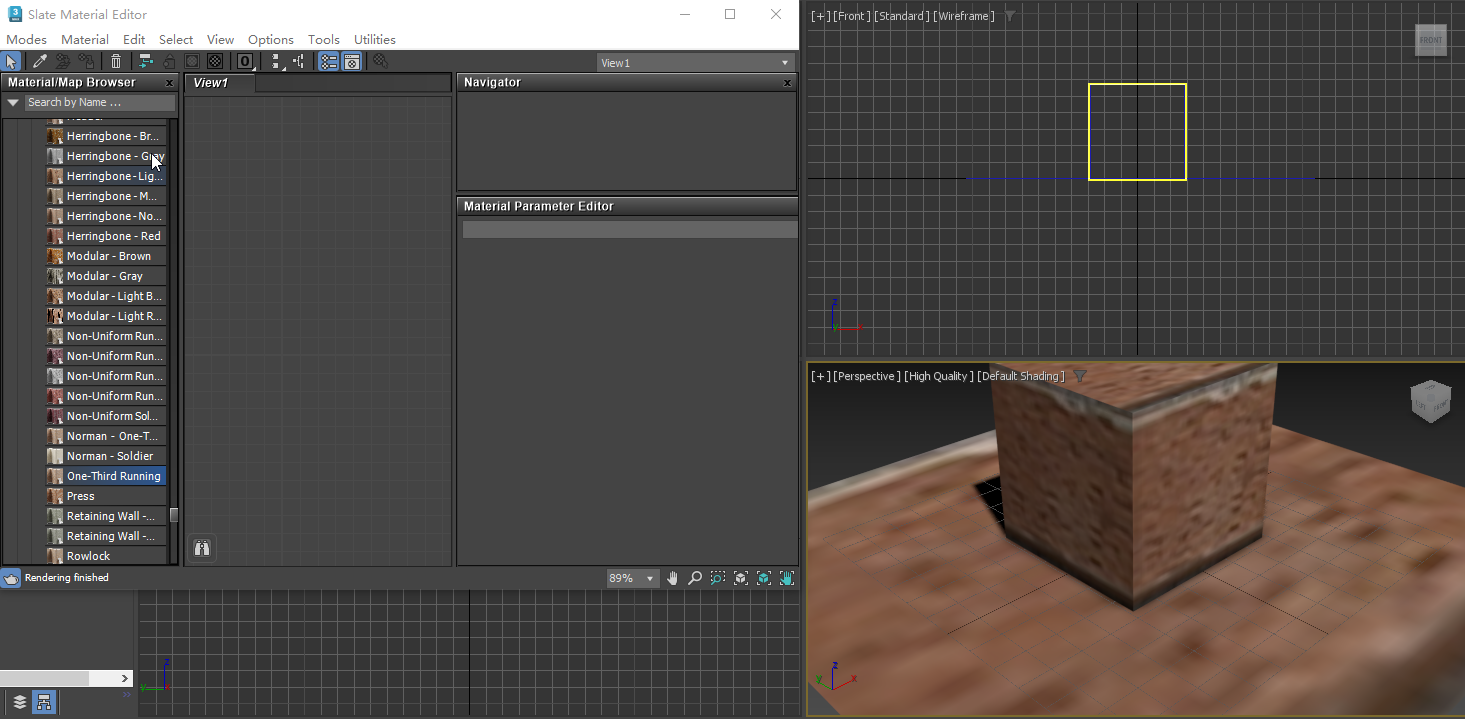 Slate Material Editor
Modes Material Edit Select View Options Tools Utilities
View1
Material/Map Browser
Search by Name ...
Herringbone - Br...
Herringbone - Gray
Herringbone - Lig...
Herringbone - M...
Herringbone - No...
Herringbone - Red
Modular - Brown
Modular - Gray
Modular - Light B...
Modular - Light R...
Non-Uniform Run...
Non-Uniform Run...
Non-Uniform Run...
Non-Uniform Run...
Non-Uniform Sol...
Norman - One-T...
Norman - Soldier
One-Third Running
Press
Retaining Wall -...
Retaining Wall -...
Rowlock
View1
Navigator
Material Parameter Editor
Rendering finished
89%
z
y
[+] [Front ] [Standard ] [Wireframe ]
FRONT
z
y
x
[+] [Perspective ] [High Quality ] [Default Shading ]
z
y
x